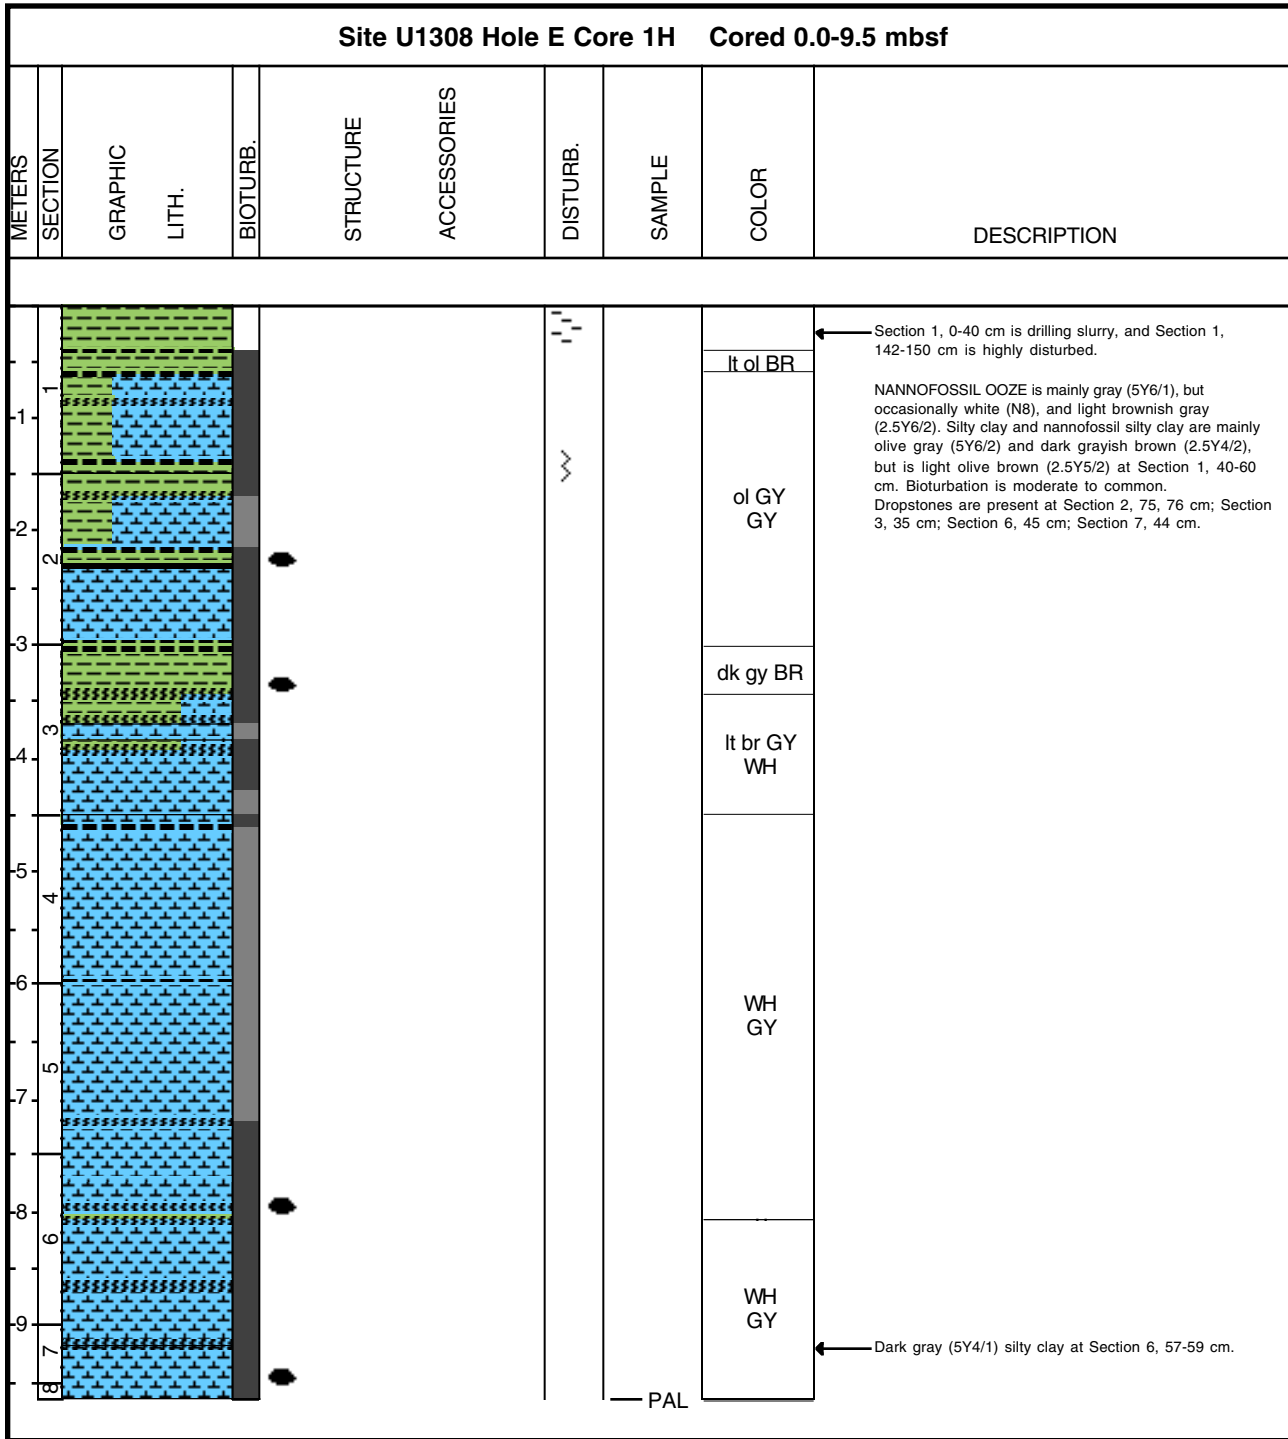 Site U1308 Hole E Core 1H Cored 0.0-9.5 mbsf
METERS
SECTION
GRAPHIC
LITH.
BIOTURB.
STRUCTURE
ACCESSORIES
DISTURB.
SAMPLE
COLOR
DESCRIPTION
Section 1, 0-40 cm is drilling slurry, and Section 1,
142-150 cm is highly disturbed.
lt ol BR
NANNOFOSSIL OOZE is mainly gray (5Y6/1), but
occasionally white (N8), and light brownish gray
(2.5Y6/2). Silty clay and nannofossil silty clay are mainly
olive gray (5Y6/2) and dark grayish brown (2.5Y4/2),
but is light olive brown (2.5Y5/2) at Section 1, 40-60
cm. Bioturbation is moderate to common.
Dropstones are present at Section 2, 75, 76 cm; Section
3, 35 cm; Section 6, 45 cm; Section 7, 44 cm.
1
1
ol GY
GY
2
2
3
dk gy BR
3
4
lt br GY
WH
5
4
6
WH
GY
5
7
8
6
WH
GY
9
7
Dark gray (5Y4/1) silty clay at Section 6, 57-59 cm.
8
PAL